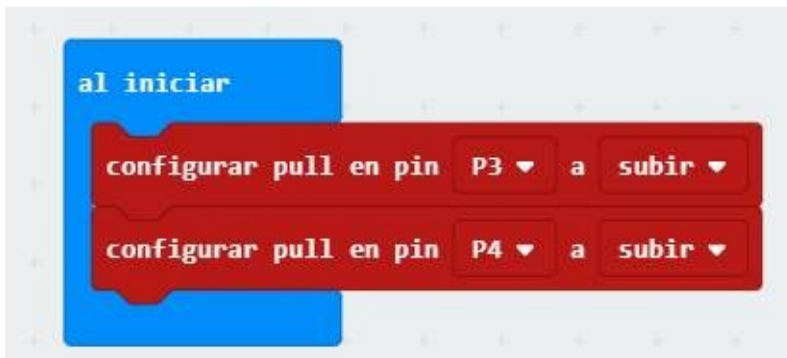 al iniciar
configurar pull en pin P3 a subir
configurar pull en pin P4 a subir